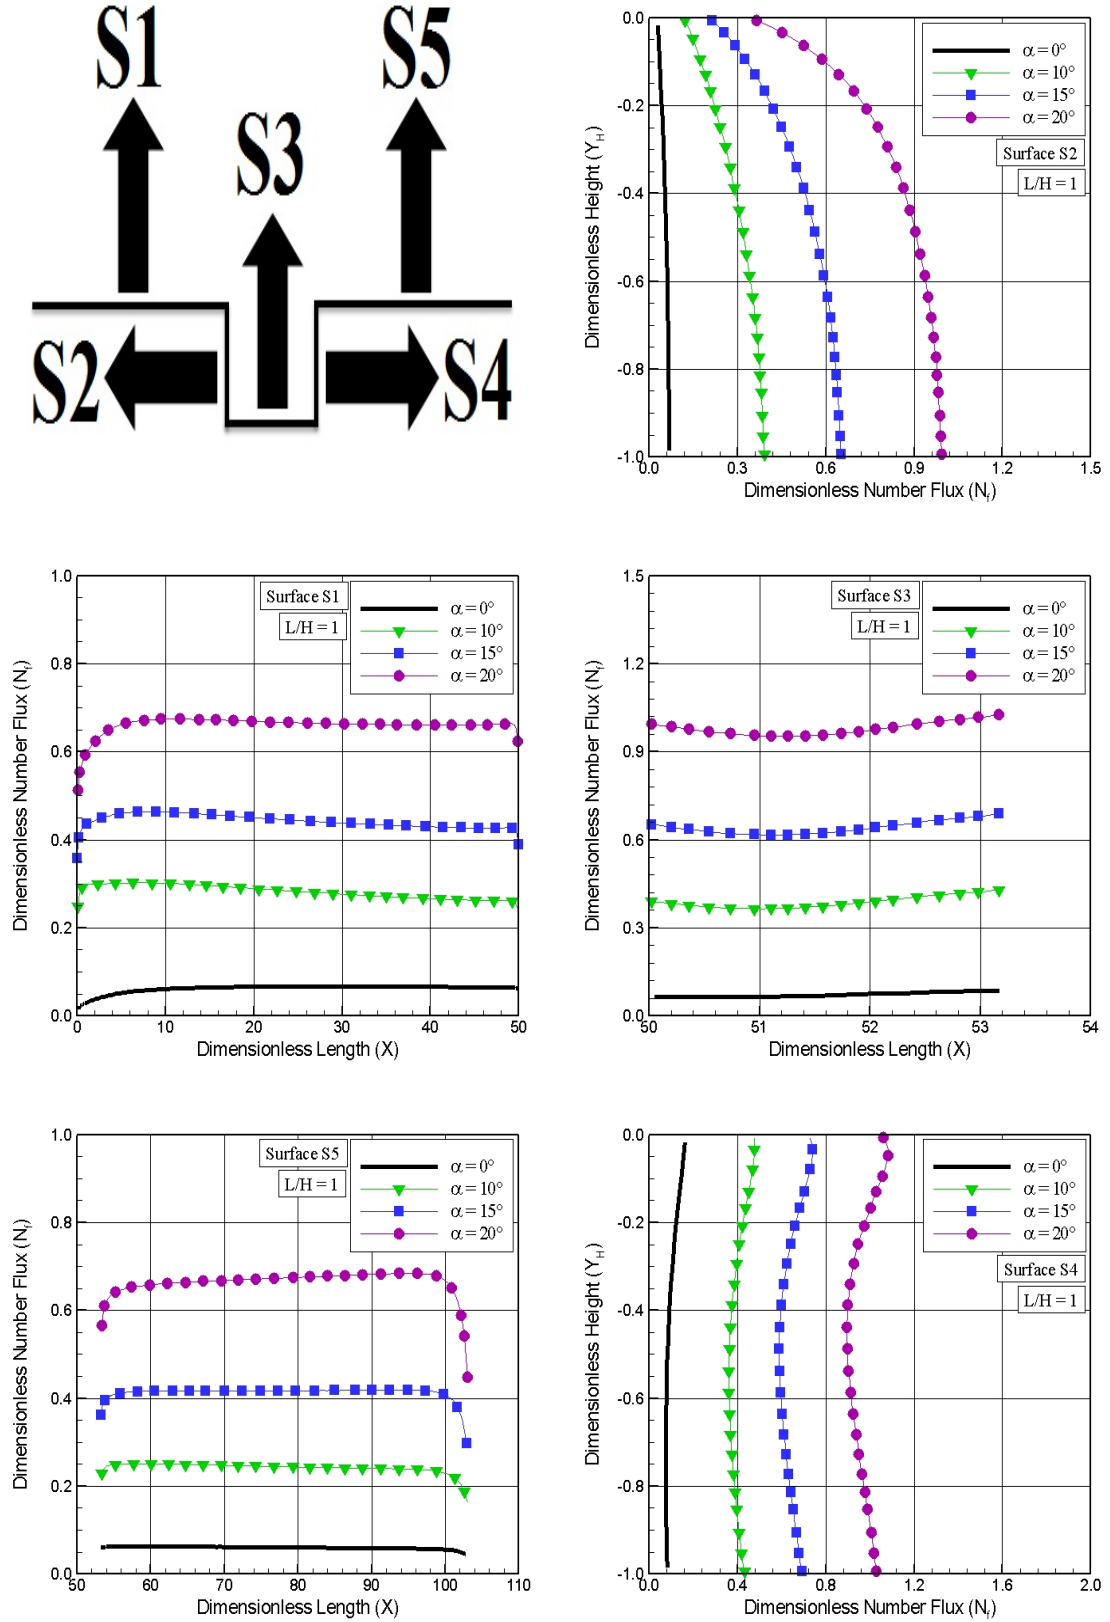 S1
S5
S3
S2
S4
0.0
-0.2
-0.4
-0.6
-0.8
-1.0
Dimensionless Height (Y_H)
0.0 0.3 0.6 0.9 1.2 1.5
Dimensionless Number Flux (N_f)
α = 0°
α = 10°
α = 15°
α = 20°
Surface S2
L/H = 1
1.0
0.8
0.6
0.4
0.2
0.0
Dimensionless Number Flux (N_f)
0 10 20 30 40 50
Dimensionless Length (X)
Surface S1
L/H = 1
α = 0°
α = 10°
α = 15°
α = 20°
1.5
1.2
0.9
0.6
0.3
0.0
Dimensionless Number Flux (N_f)
50 51 52 53 54
Dimensionless Length (X)
Surface S3
L/H = 1
α = 0°
α = 10°
α = 15°
α = 20°
1.0
0.8
0.6
0.4
0.2
0.0
Dimensionless Number Flux (N_f)
50 60 70 80 90 100 110
Dimensionless Length (X)
Surface S5
L/H = 1
α = 0°
α = 10°
α = 15°
α = 20°
0.0
-0.2
-0.4
-0.6
-0.8
-1.0
Dimensionless Height (Y_H)
0.0 0.4 0.8 1.2 1.6 2.0
Dimensionless Number Flux (N_f)
α = 0°
α = 10°
α = 15°
α = 20°
Surface S4
L/H = 1